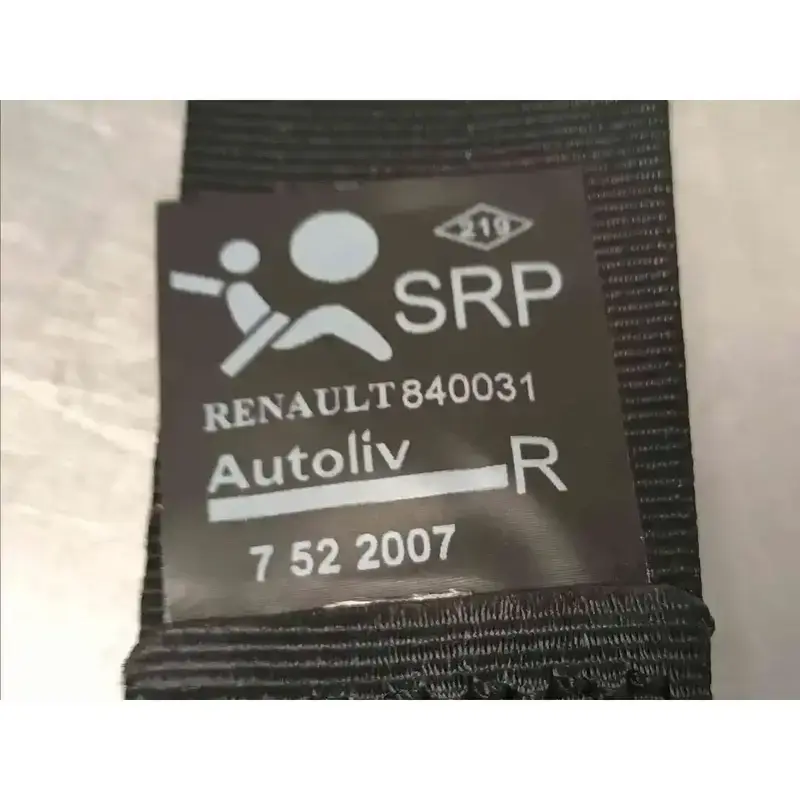 219
SRP
RENAULT 840031
Autoliv
R
7 52 2007